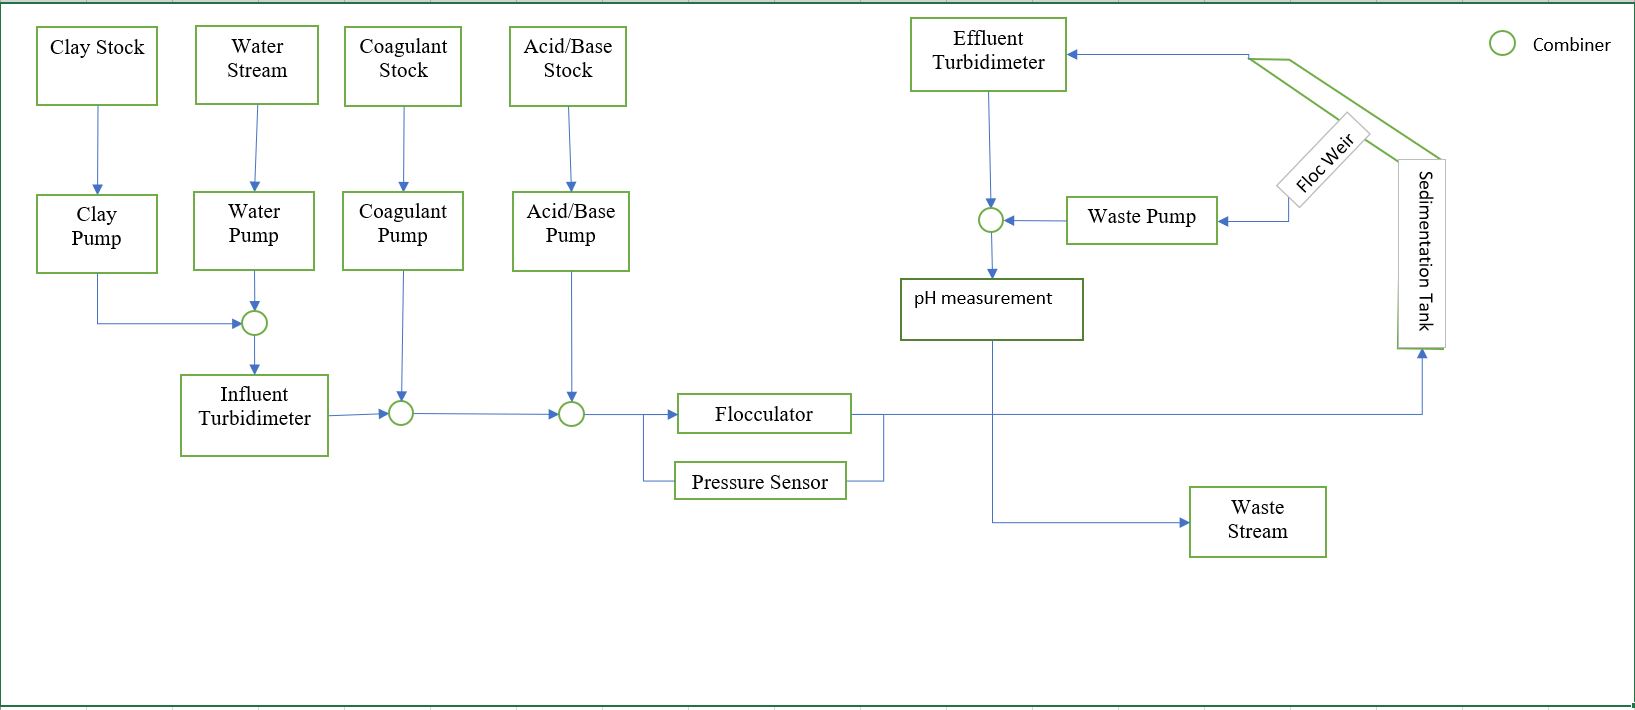 Clay Stock
Water
Stream
Coagulant
Stock
Acid/Base
Stock
Effluent
Turbidimeter
Combiner
Clay
Pump
Water
Pump
Coagulant
Pump
Acid/Base
Pump
Waste Pump
Floc Weir
Sedimentation Tank
pH measurement
Influent
Turbidimeter
Flocculator
Pressure Sensor
Waste
Stream